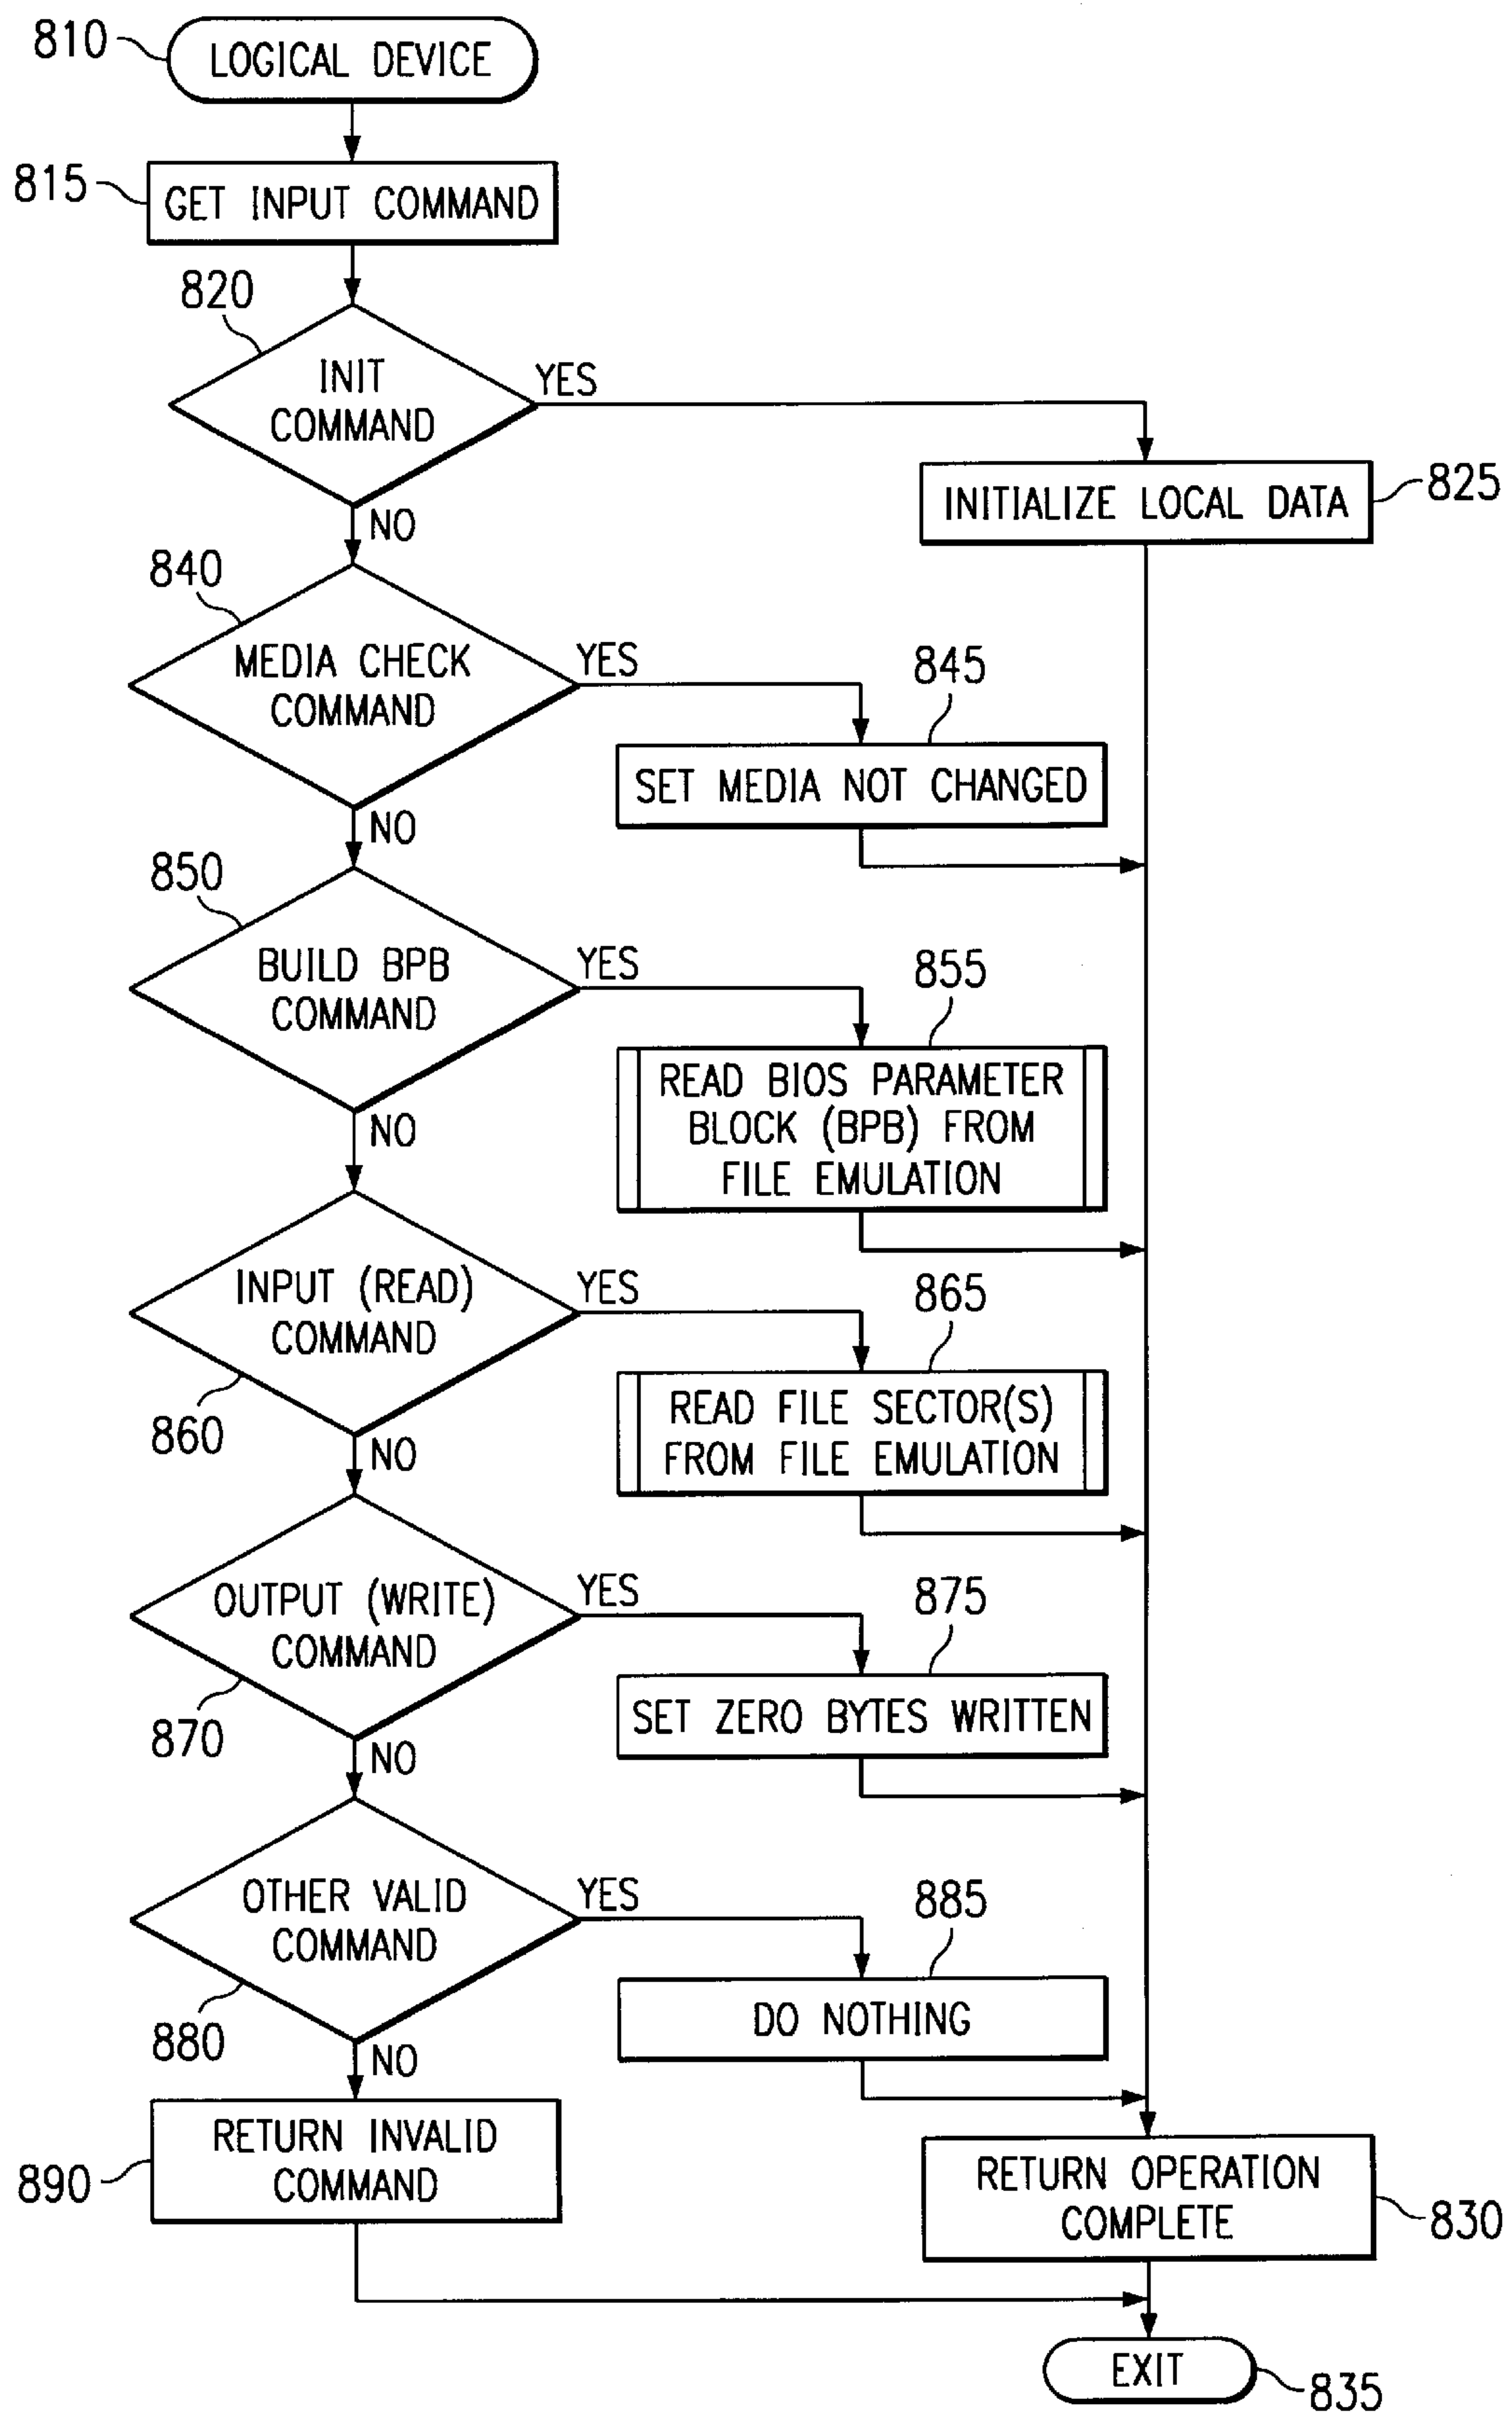 810
LOGICAL DEVICE
815
GET INPUT COMMAND
820
INIT
COMMAND
YES
INITIALIZE LOCAL DATA
825
NO
840
MEDIA CHECK
COMMAND
YES
845
SET MEDIA NOT CHANGED
NO
850
BUILD BPB
COMMAND
YES
855
READ BIOS PARAMETER
BLOCK (BPB) FROM
FILE EMULATION
NO
INPUT (READ)
COMMAND
YES
860
865
READ FILE SECTOR(S)
FROM FILE EMULATION
NO
OUTPUT (WRITE)
COMMAND
YES
870
875
SET ZERO BYTES WRITTEN
NO
OTHER VALID
COMMAND
YES
880
885
DO NOTHING
NO
RETURN INVALID
COMMAND
890
RETURN OPERATION
COMPLETE
830
EXIT
835